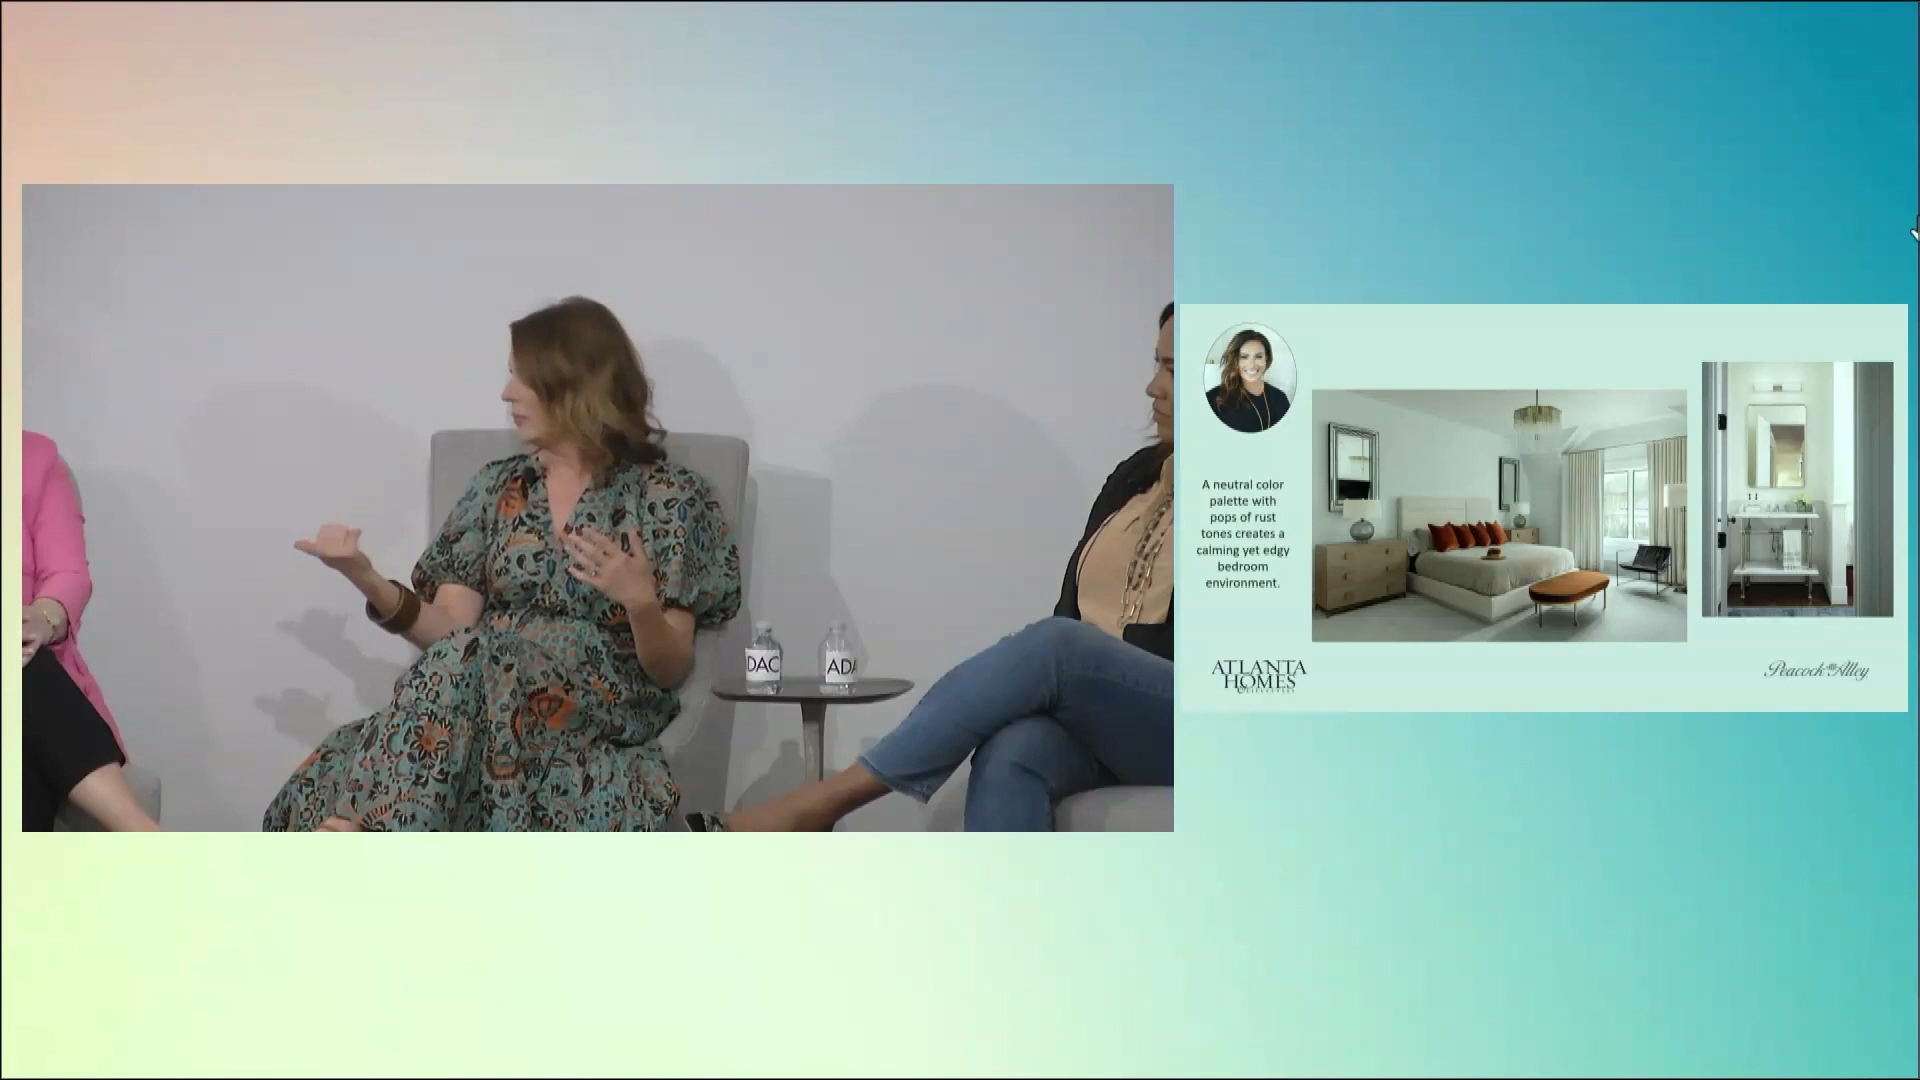 DAC
ADA
A neutral color
palette with
pops of rust
tones creates a
calming yet edgy
bedroom
environment.
ATLANTA
HOMES
& LIFESTYLES
Peacock Alley